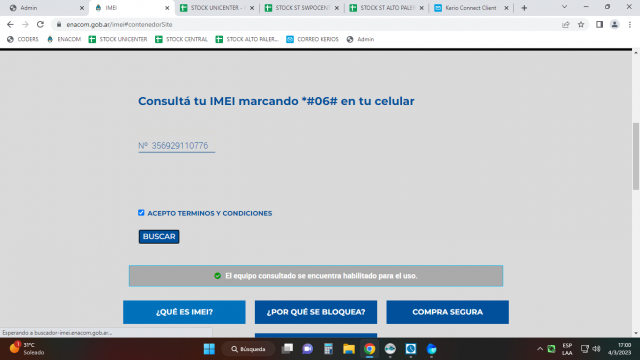 Admin
IMEI
STOCK UNICENTER -
STOCK ST SWPOCENT
STOCK ST ALTO PALER
Kerio Connect Client
enacom.gob.ar/imei#contenedorSite
CODERS
ENACOM
STOCK UNICENTER
STOCK CENTRAL
STOCK ALTO PALER...
CORREO KERIOS
Admin
Consultá tu IMEI marcando *#06# en tu celular
Nº 356929110776
ACEPTO TERMINOS Y CONDICIONES
BUSCAR
El equipo consultado se encuentra habilitado para el uso.
¿QUÉ ES IMEI?
¿POR QUÉ SE BLOQUEA?
COMPRA SEGURA
Esperando a buscador-imei.enacom.gob.ar...
1
31°C
Soleado
Búsqueda
ESP
LAA
17:00
4/3/2023